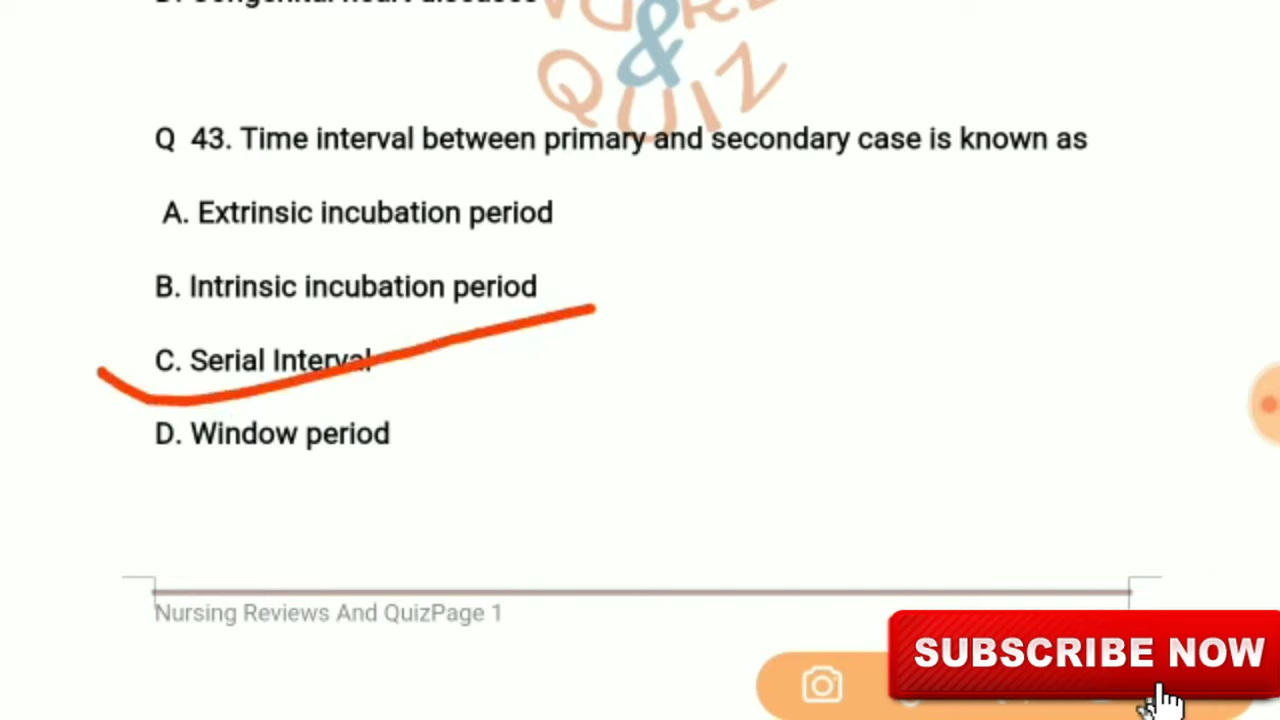 &
QUIZ
Q 43. Time interval between primary and secondary case is known as
A. Extrinsic incubation period
B. Intrinsic incubation period
C. Serial Interval
D. Window period
Nursing Reviews And QuizPage 1
SUBSCRIBE NOW